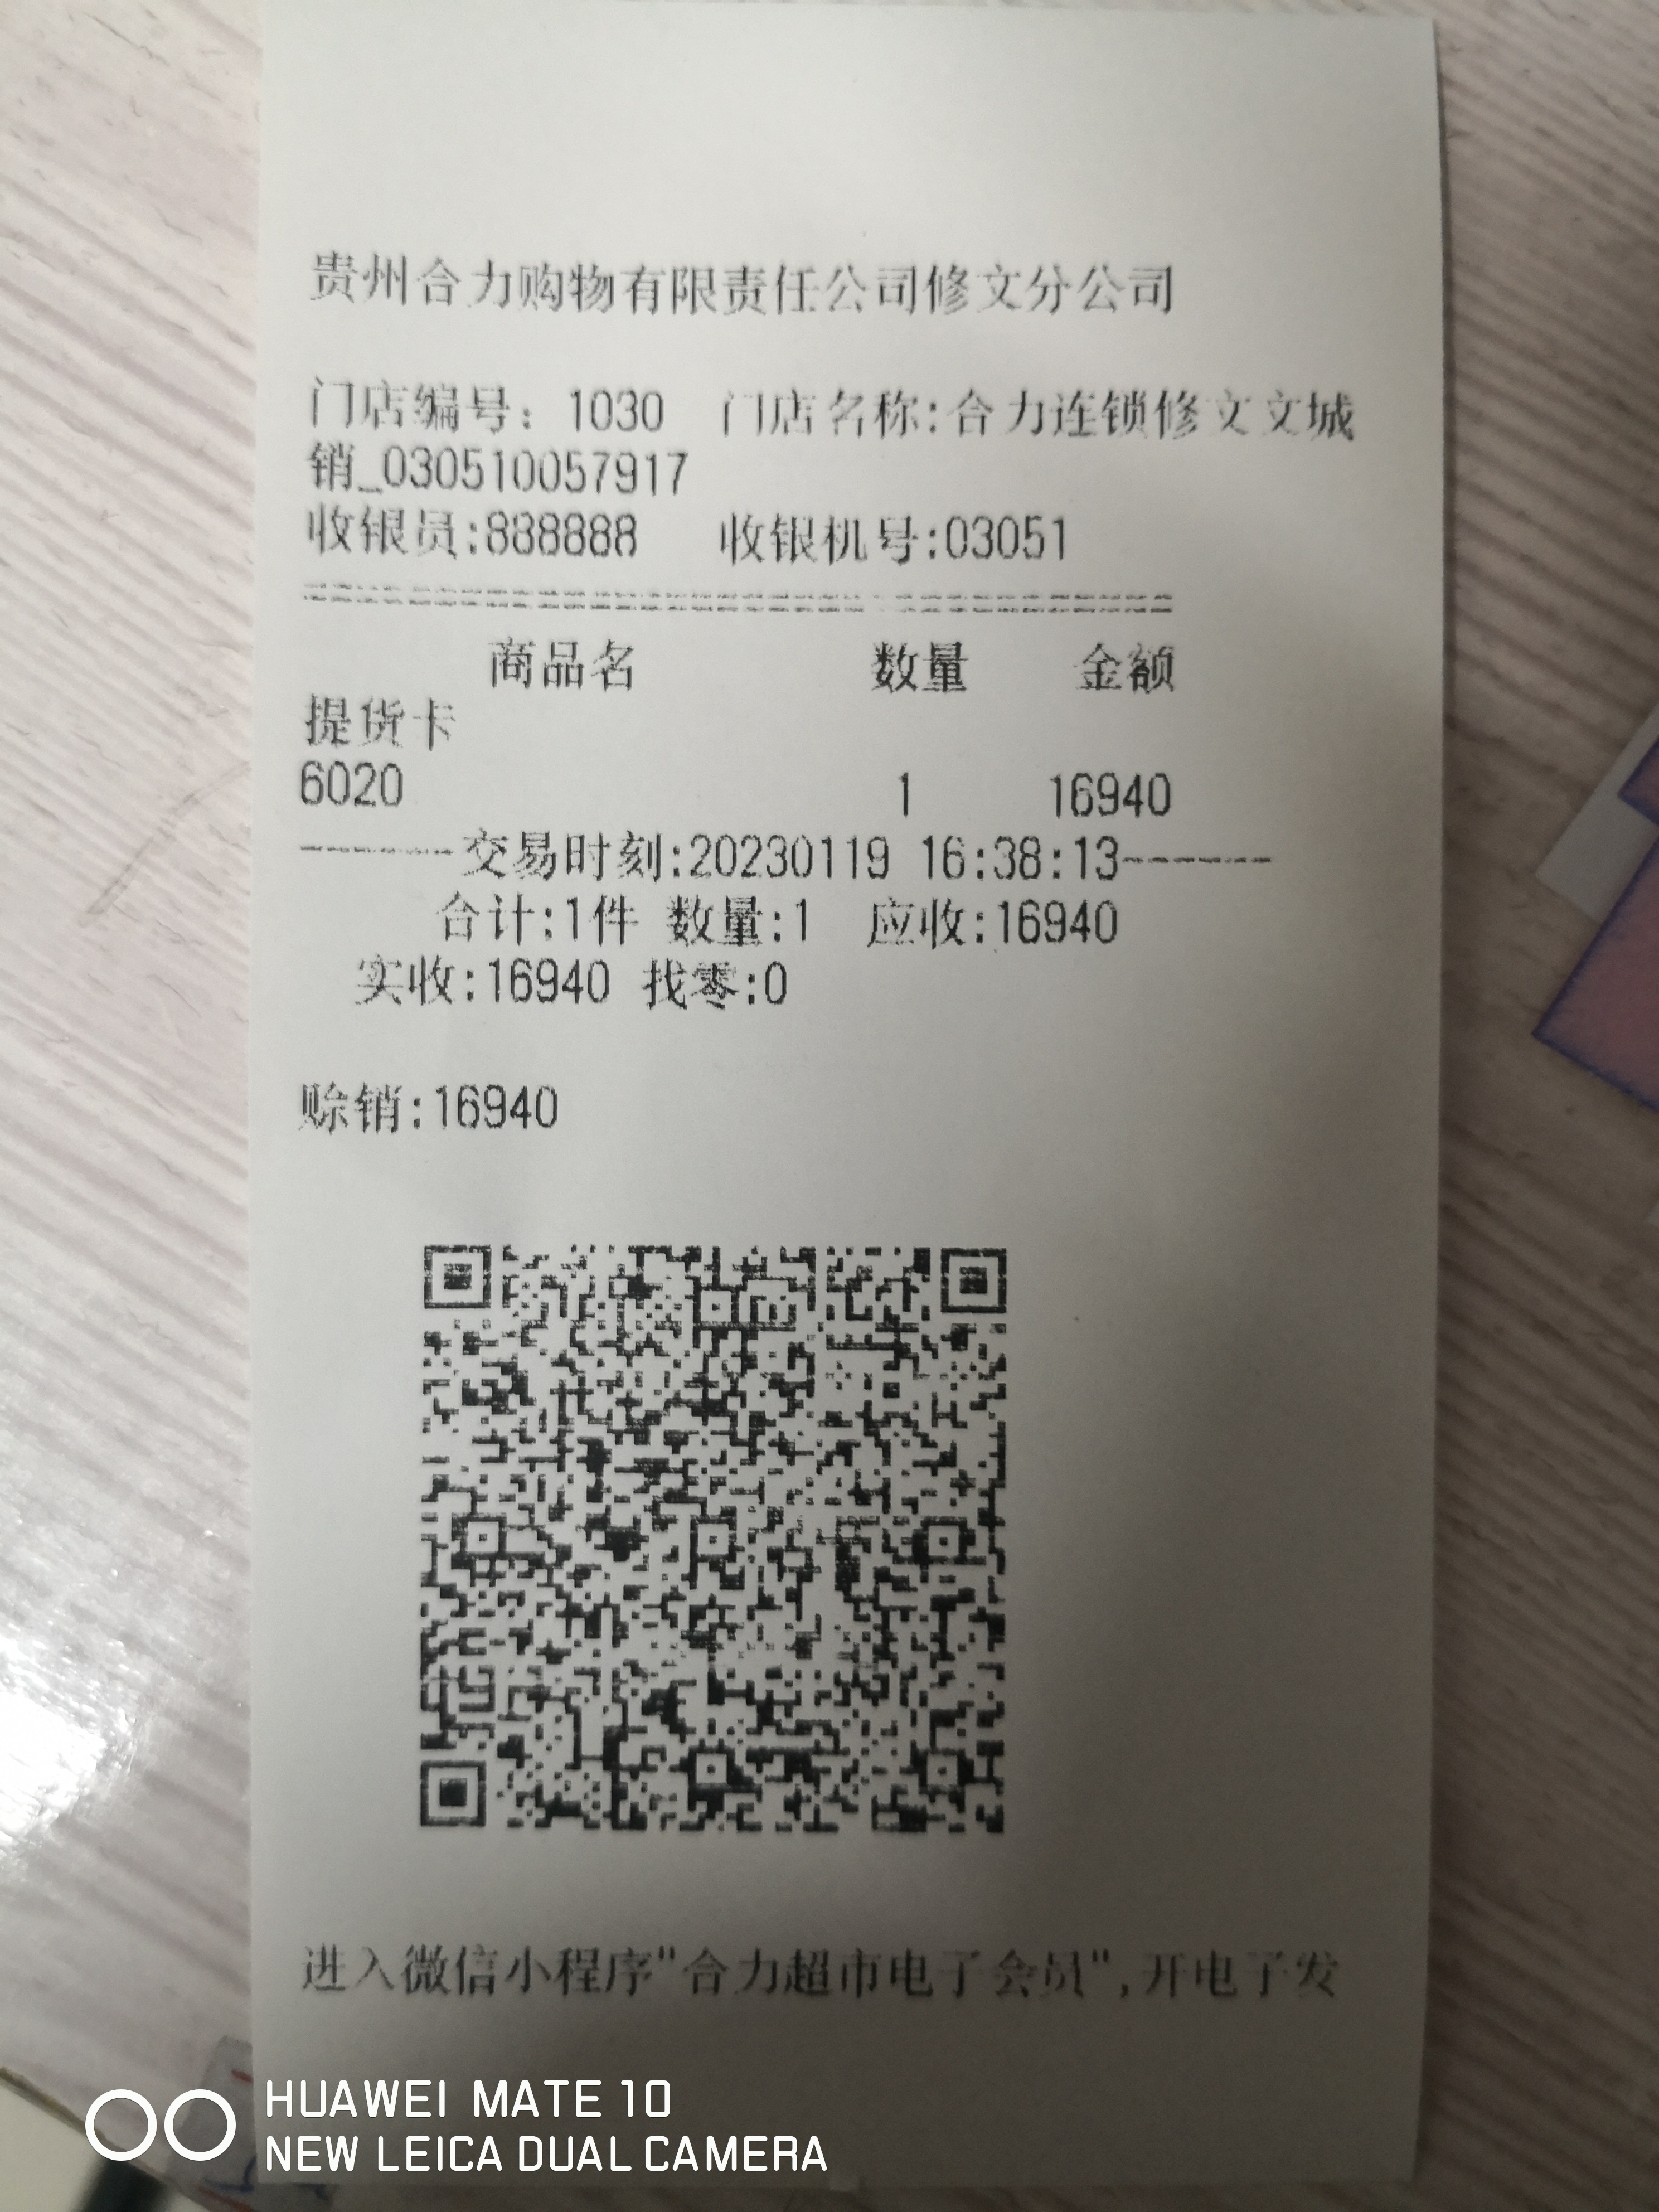 贵州合力购物有限责任公司修文分公司
门店编号：1030 门店名称:合力连锁修文文城
销_030510057917
收银员:888888 收银机号:03051
商品名 数量 金额
提货卡
6020 1 16940
-------交易时刻:20230119 16:38:13-------
合计:1件 数量:1 应收:16940
实收:16940 找零:0
赊销:16940
进入微信小程序"合力超市电子会员",开电子发
HUAWEI MATE 10
NEW LEICA DUAL CAMERA